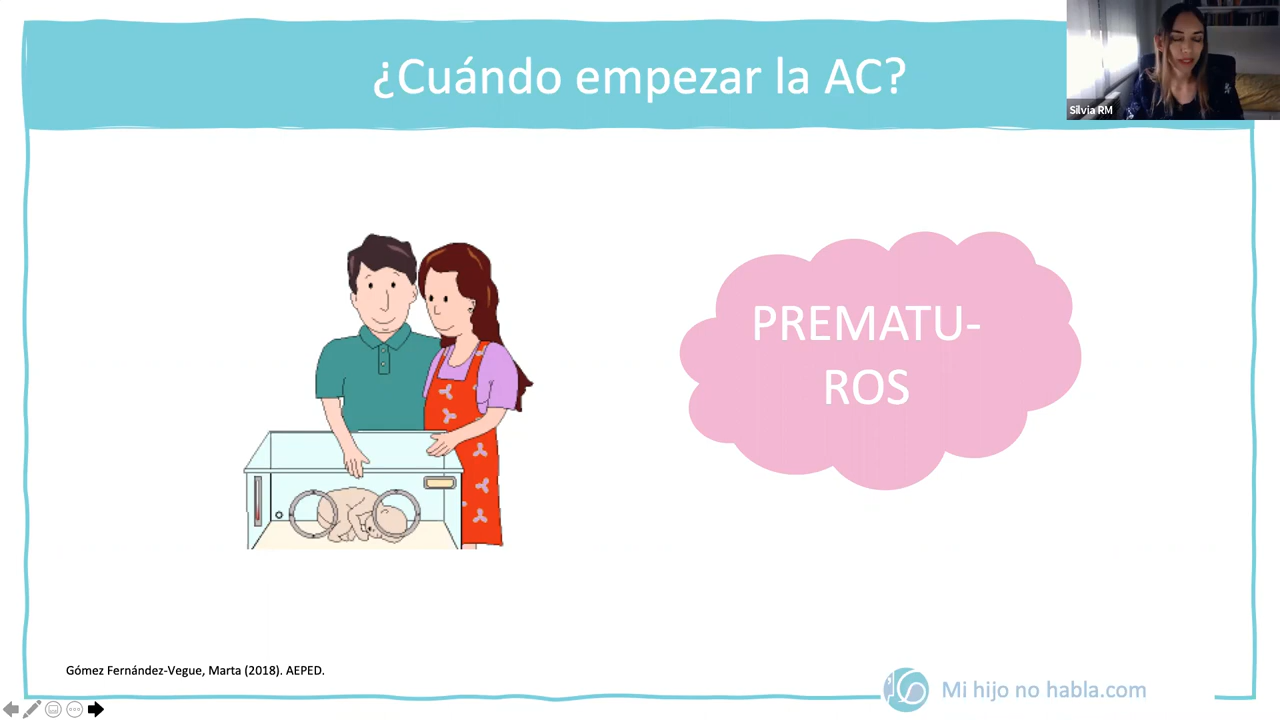 ¿Cuándo empezar la AC?
Silvia RM
PREMATU-
ROS
Gómez Fernández-Vegue, Marta (2018). AEPED.
Mi hijo no habla.com